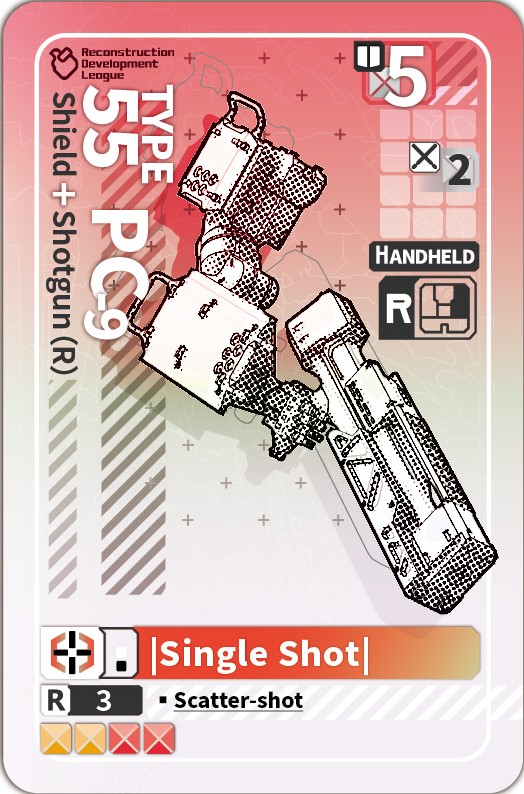 Reconstruction
Development
League
TYPE
55 PC-9
Shield + Shotgun (R)
5
2
HANDHELD
R
|Single Shot|
R 3
▪ Scatter-shot